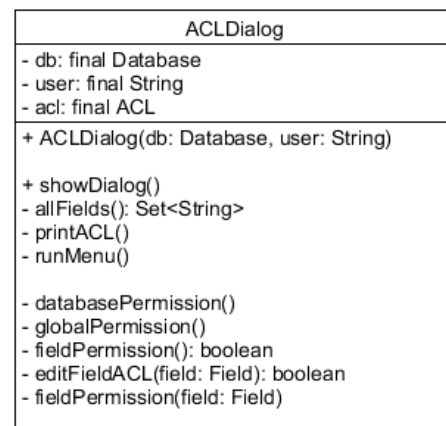 ACLDialog
- db: final Database
- user: final String
- acl: final ACL
+ ACLDialog(db: Database, user: String)
+ showDialog()
- allFields(): Set<String>
- printACL()
- runMenu()
- databasePermission()
- globalPermission()
- fieldPermission(): boolean
- editFieldACL(field: Field): boolean
- fieldPermission(field: Field)